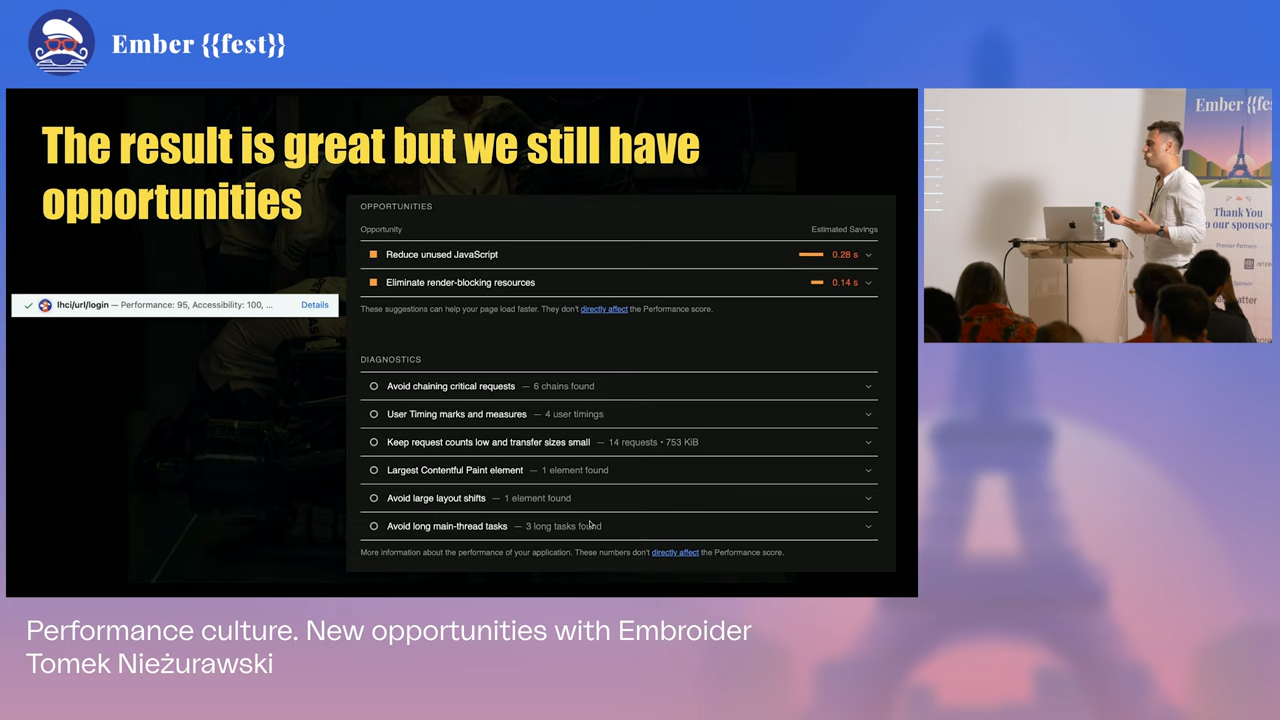 Ember {{fest}}
The result is great but we still have
opportunities
lhci/url/login — Performance: 95, Accessibility: 100, ... Details
OPPORTUNITIES
Opportunity Estimated Savings
Reduce unused JavaScript 0.28 s
Eliminate render-blocking resources 0.14 s
These suggestions can help your page load faster. They don't directly affect the Performance score.
DIAGNOSTICS
Avoid chaining critical requests — 6 chains found
User Timing marks and measures — 4 user timings
Keep request counts low and transfer sizes small — 14 requests • 753 KiB
Largest Contentful Paint element — 1 element found
Avoid large layout shifts — 1 element found
Avoid long main-thread tasks — 3 long tasks found
More information about the performance of your application. These numbers don't directly affect the Performance score.
Ember {{fes
Thank You
o our sponsors
Premier Partners
INTER
Sponsor
atter
Performance culture. New opportunities with Embroider
Tomek Nieżurawski